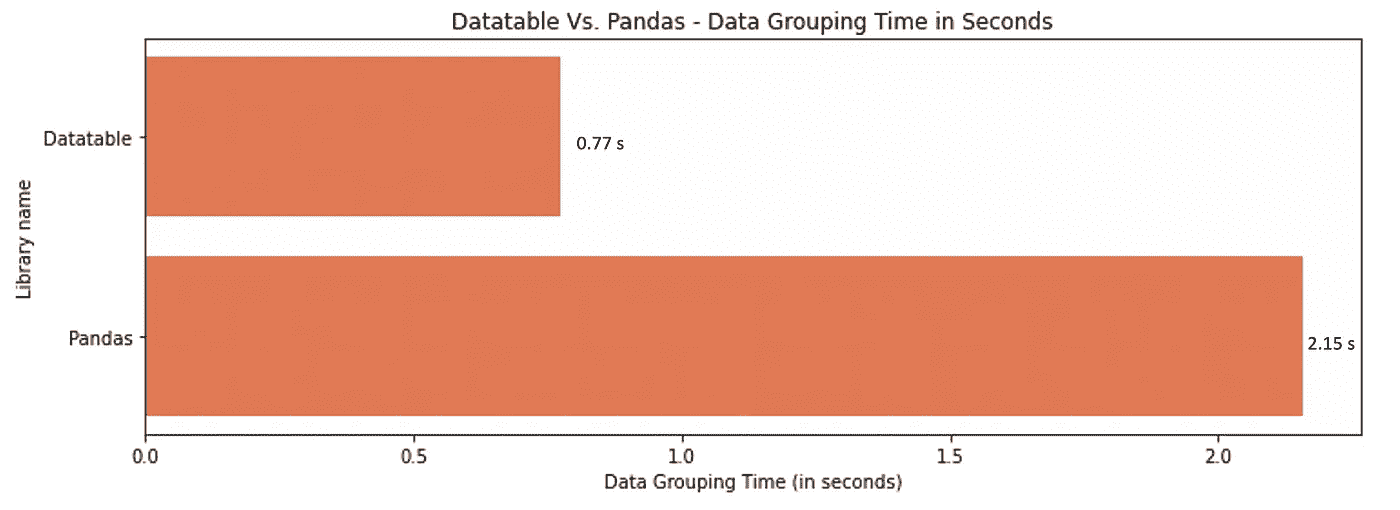 Datatable Vs. Pandas - Data Grouping Time in Seconds
Library name
Datatable
0.77 s
Pandas
2.15 s
0.0 0.5 1.0 1.5 2.0
Data Grouping Time (in seconds)